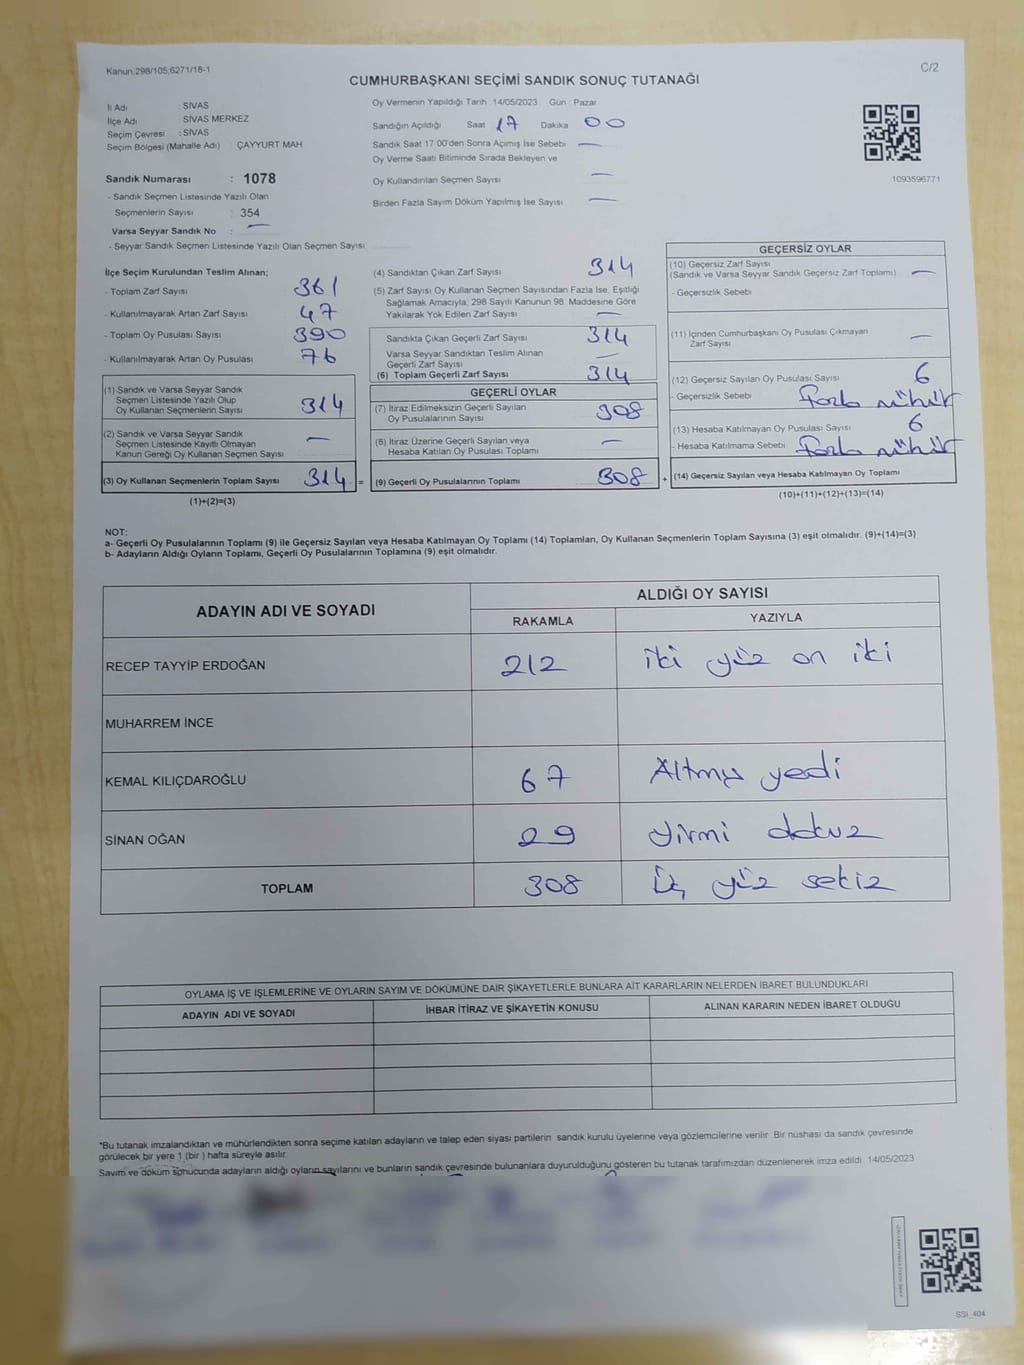 Kanun;298/105;6271/18-1
C/2
CUMHURBAŞKANI SEÇİMİ SANDIK SONUÇ TUTANAĞI
İl Adı : SİVAS
İlçe Adı : SİVAS MERKEZ
Seçim Çevresi : SİVAS
Seçim Bölgesi (Mahalle Adı) : ÇAYYURT MAH
Sandık Numarası : 1078
- Sandık Seçmen Listesinde Yazılı Olan
Seçmenlerin Sayısı : 354
Varsa Seyyar Sandık No : —
- Seyyar Sandık Seçmen Listesinde Yazılı Olan Seçmen Sayısı
Oy Vermenin Yapıldığı Tarih : 14/05/2023 Gün : Pazar
Sandığın Açıldığı Saat 17 Dakika 00
Sandık Saat 17:00'den Sonra Açımış İse Sebebi —
Oy Verme Saati Bitiminde Sırada Bekleyen ve
Oy Kullandırılan Seçmen Sayısı —
Birden Fazla Sayım Döküm Yapılmış İse Sayısı —
1093596771
İlçe Seçim Kurulundan Teslim Alınan;
- Toplam Zarf Sayısı 361
- Kullanılmayarak Artan Zarf Sayısı 47
- Toplam Oy Pusulası Sayısı 390
- Kullanılmayarak Artan Oy Pusulası 76
(1) Sandık ve Varsa Seyyar Sandık
Seçmen Listesinde Yazılı Olup
Oy Kullanan Seçmenlerin Sayısı 314
(2) Sandık ve Varsa Seyyar Sandık
Seçmen Listesinde Kayıtlı Olmayan
Kanun Gereği Oy Kullanan Seçmen Sayısı —
(3) Oy Kullanan Seçmenlerin Toplam Sayısı 314 =
(1)+(2)=(3)
(4) Sandıktan Çıkan Zarf Sayısı 314
(5) Zarf Sayısı Oy Kullanan Seçmen Sayısından Fazla İse, Eşitliği
Sağlamak Amacıyla, 298 Sayılı Kanunun 98. Maddesine Göre
Yakılarak Yok Edilen Zarf Sayısı —
Sandıkta Çıkan Geçerli Zarf Sayısı 314
Varsa Seyyar Sandıktan Teslim Alınan
Geçerli Zarf Sayısı —
(6) Toplam Geçerli Zarf Sayısı 314
GEÇERLİ OYLAR
(7) İtiraz Edilmeksizin Geçerli Sayılan
Oy Pusulasının Sayısı 308
(8) İtiraz Üzerine Geçerli Sayılan veya
Hesaba Katılan Oy Pusulası Toplamı —
(9) Geçerli Oy Pusulalarının Toplamı 308 +
GEÇERSİZ OYLAR
(10) Geçersiz Zarf Sayısı
(Sandık ve Varsa Seyyar Sandık Geçersiz Zarf Toplamı) —
- Geçersizlik Sebebi
(11) İçinden Cumhurbaşkanı Oy Pusulası Çıkmayan
Zarf Sayısı —
(12) Geçersiz Sayılan Oy Pusulası Sayısı 6
- Geçersizlik Sebebi fazla mühür
(13) Hesaba Katılmayan Oy Pusulası Sayısı 6
- Hesaba Katılmama Sebebi fazla mühür
(14) Geçersiz Sayılan veya Hesaba Katılmayan Oy Toplamı
(10)+(11)+(12)+(13)=(14)
NOT:
a- Geçerli Oy Pusulalarının Toplamı (9) ile Geçersiz Sayılan veya Hesaba Katılmayan Oy Toplamı (14) Toplamları, Oy Kullanan Seçmenlerin Toplam Sayısına (3) eşit olmalıdır. (9)+(14)=(3)
b- Adayların Aldığı Oyların Toplamı, Geçerli Oy Pusulalarının Toplamına (9) eşit olmalıdır.
ADAYIN ADI VE SOYADI
ALDIĞI OY SAYISI
RAKAMLA YAZIYLA
RECEP TAYYİP ERDOĞAN 212 iki yüz on iki
MUHARREM İNCE
KEMAL KILIÇDAROĞLU 67 Altmış yedi
SİNAN OĞAN 29 yirmi dokuz
TOPLAM 308 üç yüz sekiz
OYLAMA İŞ VE İŞLEMLERİNE VE OYLARIN SAYIM VE DÖKÜMÜNE DAİR ŞİKAYETLERLE BUNLARA AİT KARARLARIN NELERDEN İBARET BULUNDUKLARI
ADAYIN ADI VE SOYADI İHBAR İTİRAZ VE ŞİKAYETİN KONUSU ALINAN KARARIN NEDEN İBARET OLDUĞU
*Bu tutanak imzalandıktan ve mühürlendikten sonra seçime katılan adayların ve talep eden siyasi partilerin sandık kurulu üyelerine veya gözlemcilerine verilir. Bir nushası da sandık çevresinde
görülecek bir yere 1 (bir ) hafta süreyle asılır.
Sayım ve döküm sonucunda adayların aldığı oyların sayılarını ve bunların sandık çevresinde bulunanlara duyurulduğunu gösteren bu tutanak tarafımızdan düzenlenerek imza edildi. 14/05/2023
SSI_404